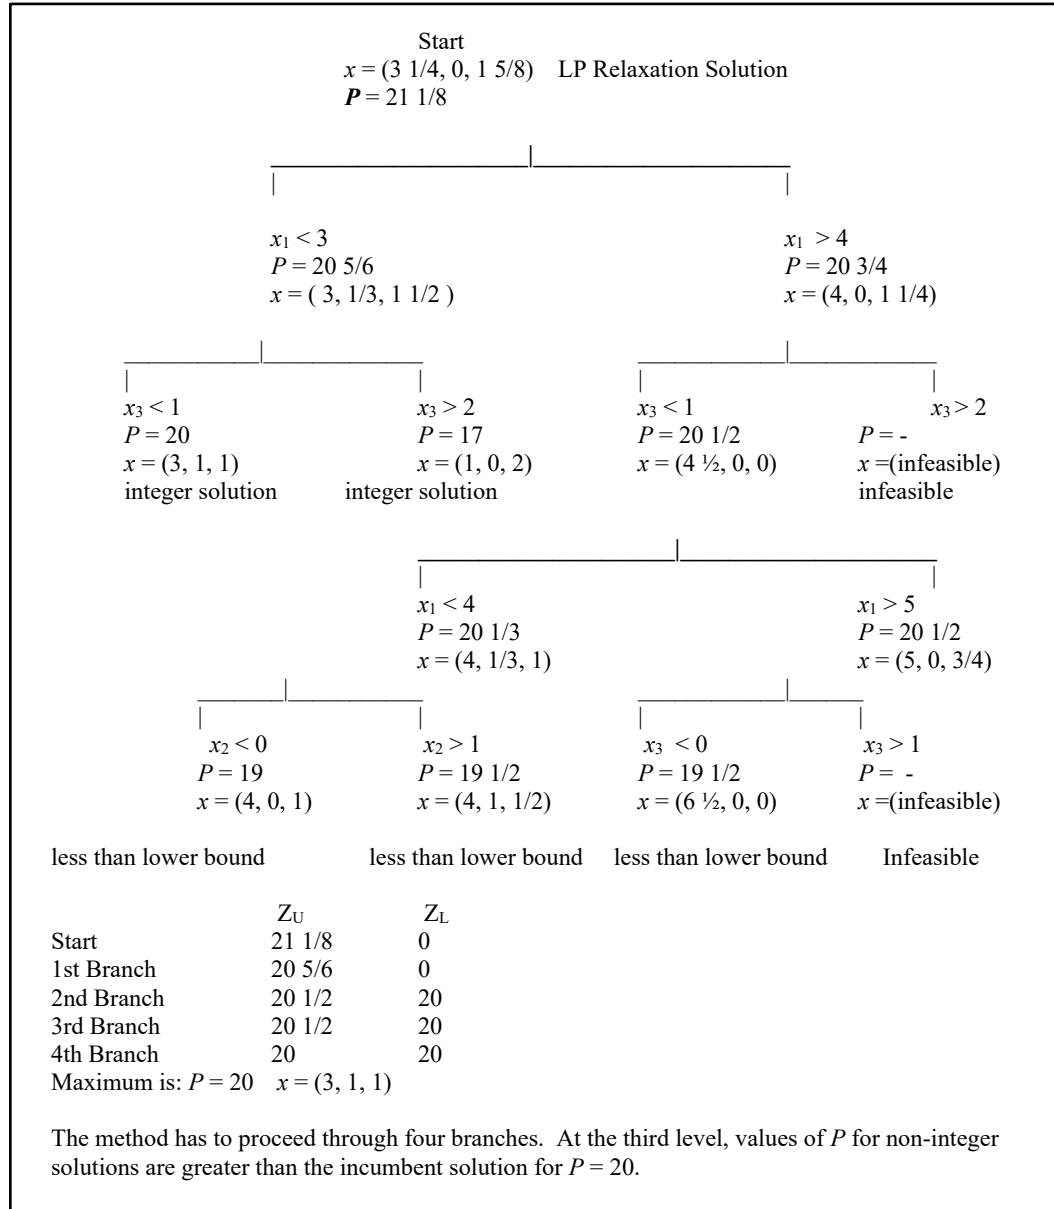 Start
x = (3 1/4, 0, 1 5/8) LP Relaxation Solution
P = 21 1/8
x1 < 3 x1 > 4
P = 20 5/6 P = 20 3/4
x = ( 3, 1/3, 1 1/2 ) x = (4, 0, 1 1/4)
x3 < 1 x3 > 2 x3 < 1 x3 > 2
P = 20 P = 17 P = 20 1/2 P = -
x = (3, 1, 1) x = (1, 0, 2) x = (4 ½, 0, 0) x =(infeasible)
integer solution integer solution infeasible
x1 < 4 x1 > 5
P = 20 1/3 P = 20 1/2
x = (4, 1/3, 1) x = (5, 0, 3/4)
x2 < 0 x2 > 1 x3 < 0 x3 > 1
P = 19 P = 19 1/2 P = 19 1/2 P = -
x = (4, 0, 1) x = (4, 1, 1/2) x = (6 ½, 0, 0) x =(infeasible)
less than lower bound less than lower bound less than lower bound Infeasible
ZU ZL
Start 21 1/8 0
1st Branch 20 5/6 0
2nd Branch 20 1/2 20
3rd Branch 20 1/2 20
4th Branch 20 20
Maximum is: P = 20 x = (3, 1, 1)
The method has to proceed through four branches. At the third level, values of P for non-integer
solutions are greater than the incumbent solution for P = 20.